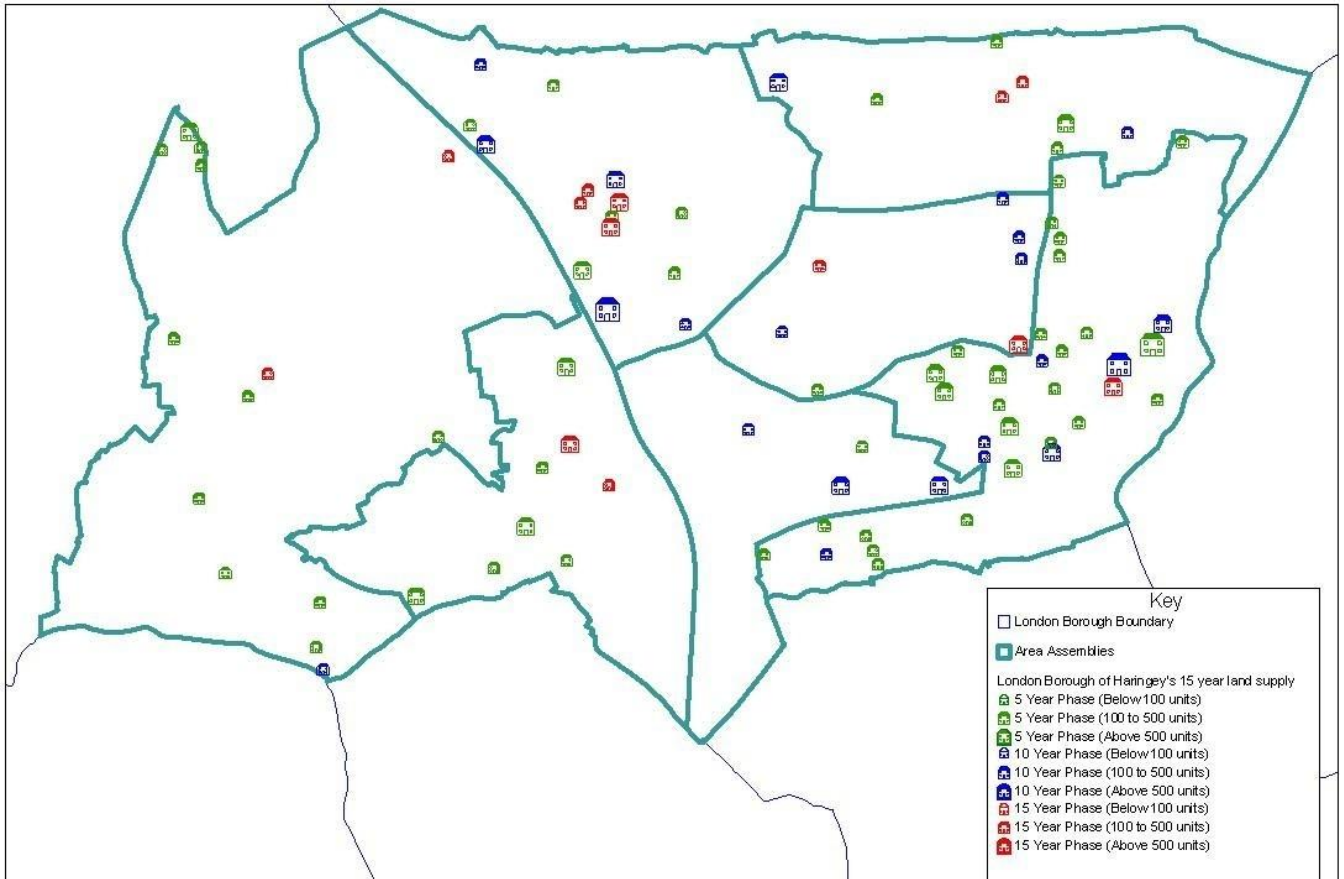 Key
London Borough Boundary
Area Assemblies
London Borough of Haringey's 15 year land supply
5 Year Phase (Below 100 units)
5 Year Phase (100 to 500 units)
5 Year Phase (Above 500 units)
10 Year Phase (Below 100 units)
10 Year Phase (100 to 500 units)
10 Year Phase (Above 500 units)
15 Year Phase (Below 100 units)
15 Year Phase (100 to 500 units)
15 Year Phase (Above 500 units)